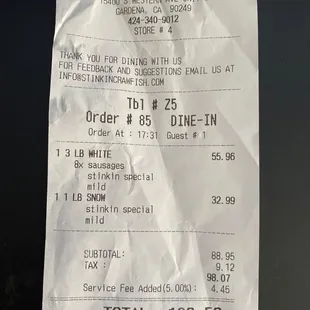 GARDENA, CA 90249
424-340-9012
STORE # 4
THANK YOU FOR DINING WITH US
FOR FEEDBACK AND SUGGESTIONS EMAIL US AT
INFO@STINKINCRAWFISH.COM
Tbl # 25
Order # 85 DINE-IN
Order At : 17:31 Guest # 1
1 3 LB WHITE 55.96
8x sausages
stinkin special
mild
1 1 LB SNOW 32.99
stinkin special
mild
SUBTOTAL: 88.95
TAX : 9.12
98.07
Service Fee Added(5.00%): 4.45